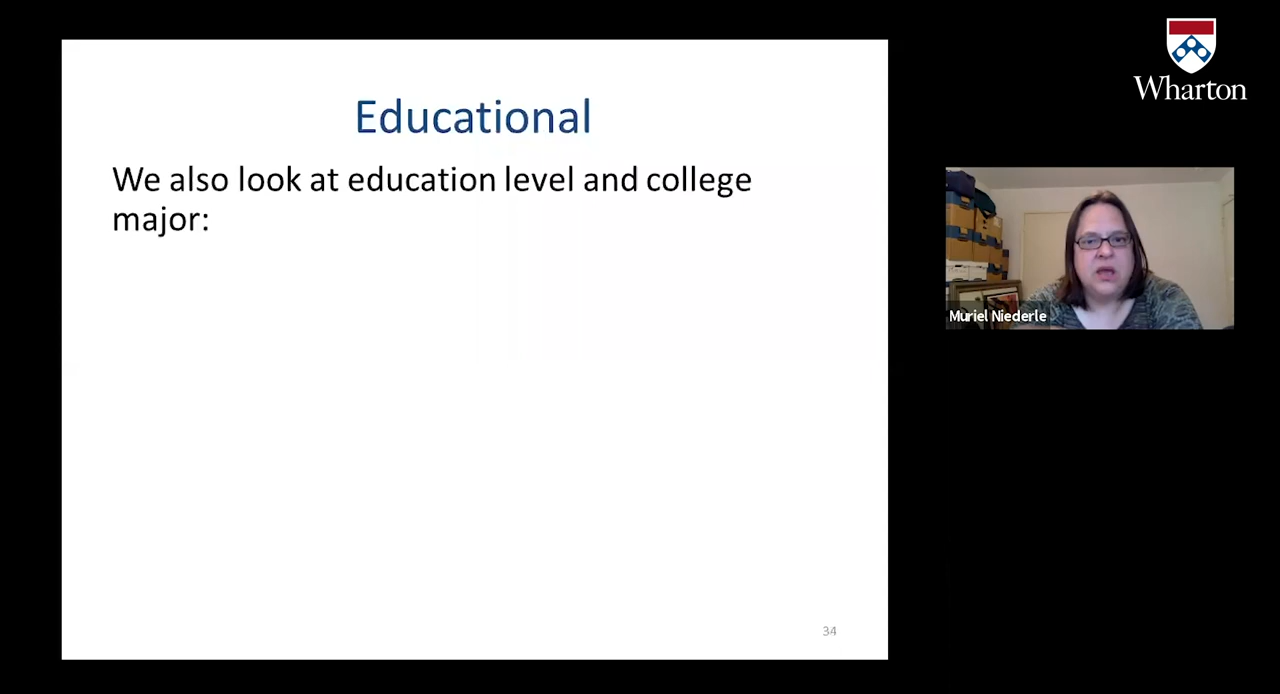 Wharton
Educational
We also look at education level and college
major:
Muriel Niederle
34